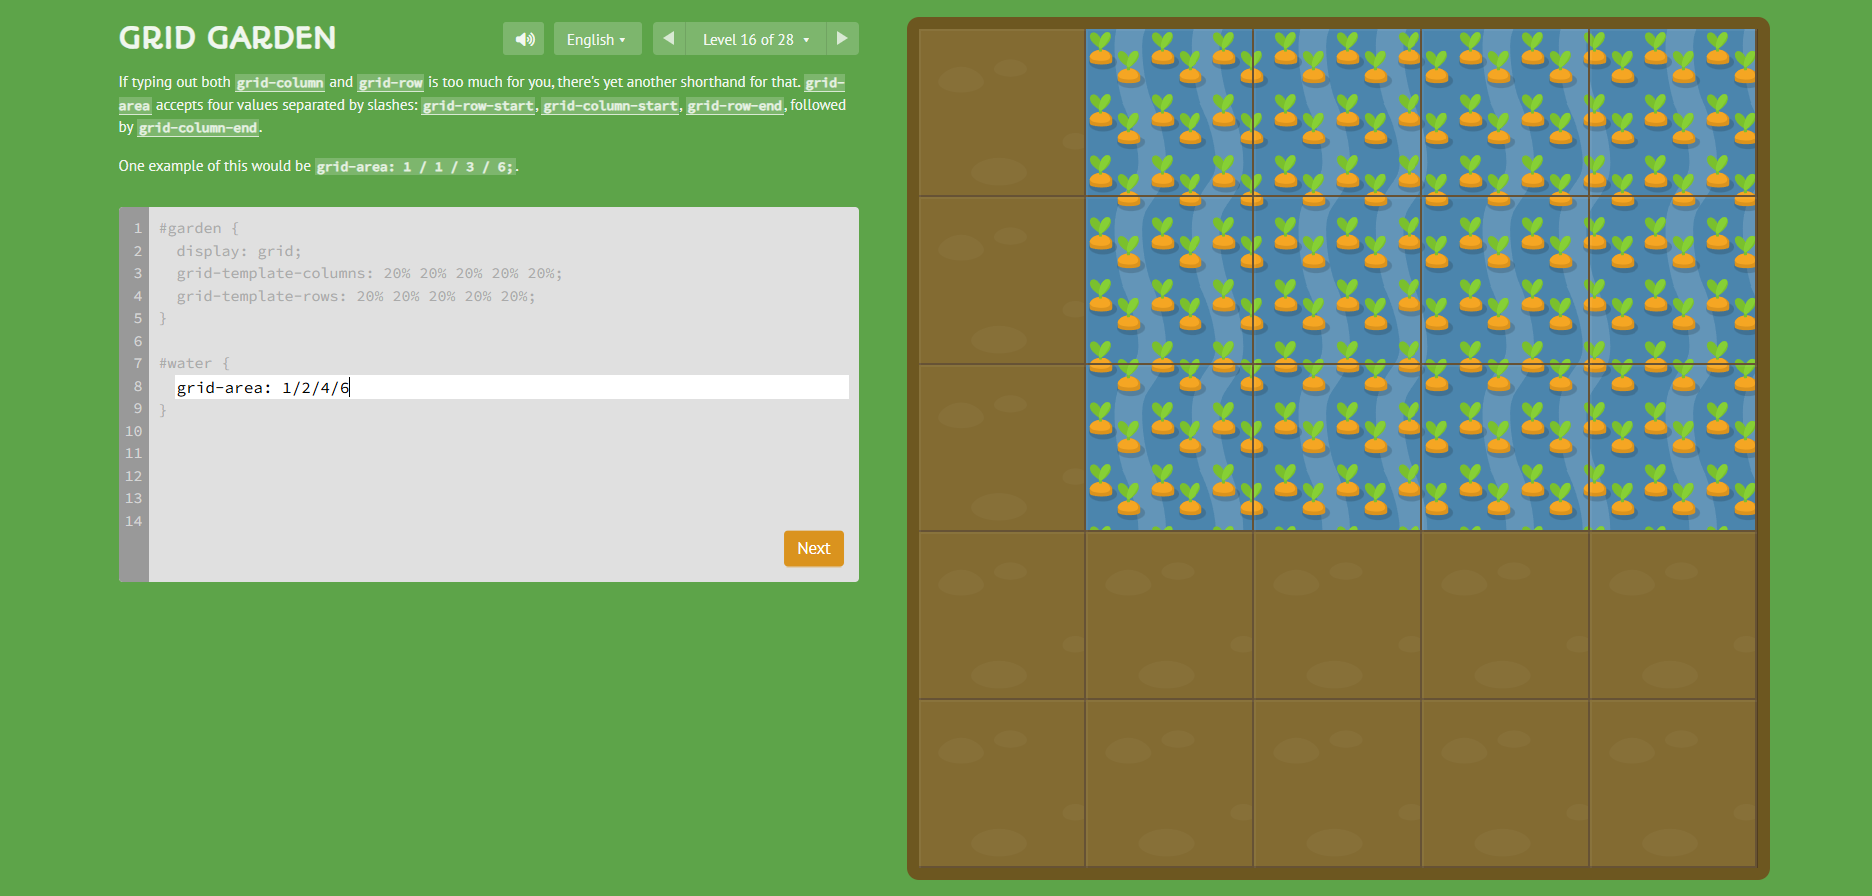 GRID GARDEN
English
Level 16 of 28
If typing out both grid-column and grid-row is too much for you, there's yet another shorthand for that. grid-
area accepts four values separated by slashes: grid-row-start, grid-column-start, grid-row-end, followed
by grid-column-end.
One example of this would be grid-area: 1 / 1 / 3 / 6;.
1 #garden {
2 display: grid;
3 grid-template-columns: 20% 20% 20% 20% 20%;
4 grid-template-rows: 20% 20% 20% 20% 20%;
5 }
6
7 #water {
8 grid-area: 1/2/4/6
9 }
10
11
12
13
14
Next